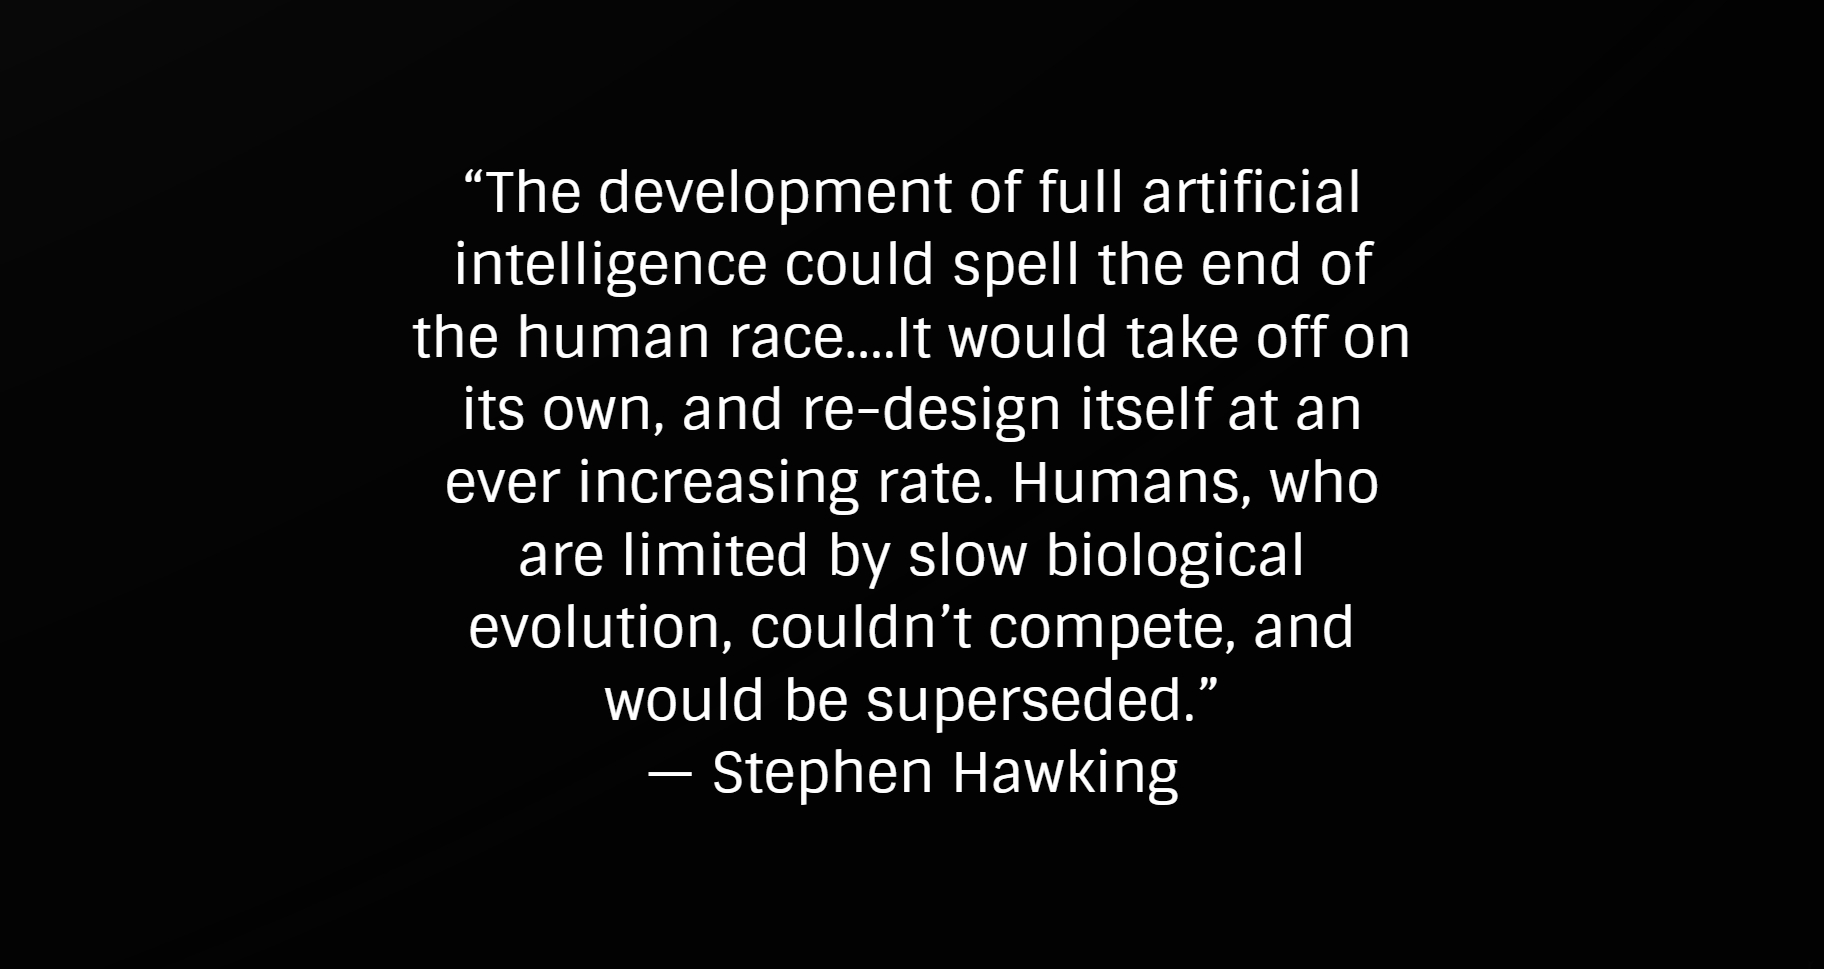 “The development of full artificial
intelligence could spell the end of
the human race....It would take off on
its own, and re-design itself at an
ever increasing rate. Humans, who
are limited by slow biological
evolution, couldn’t compete, and
would be superseded.”
— Stephen Hawking